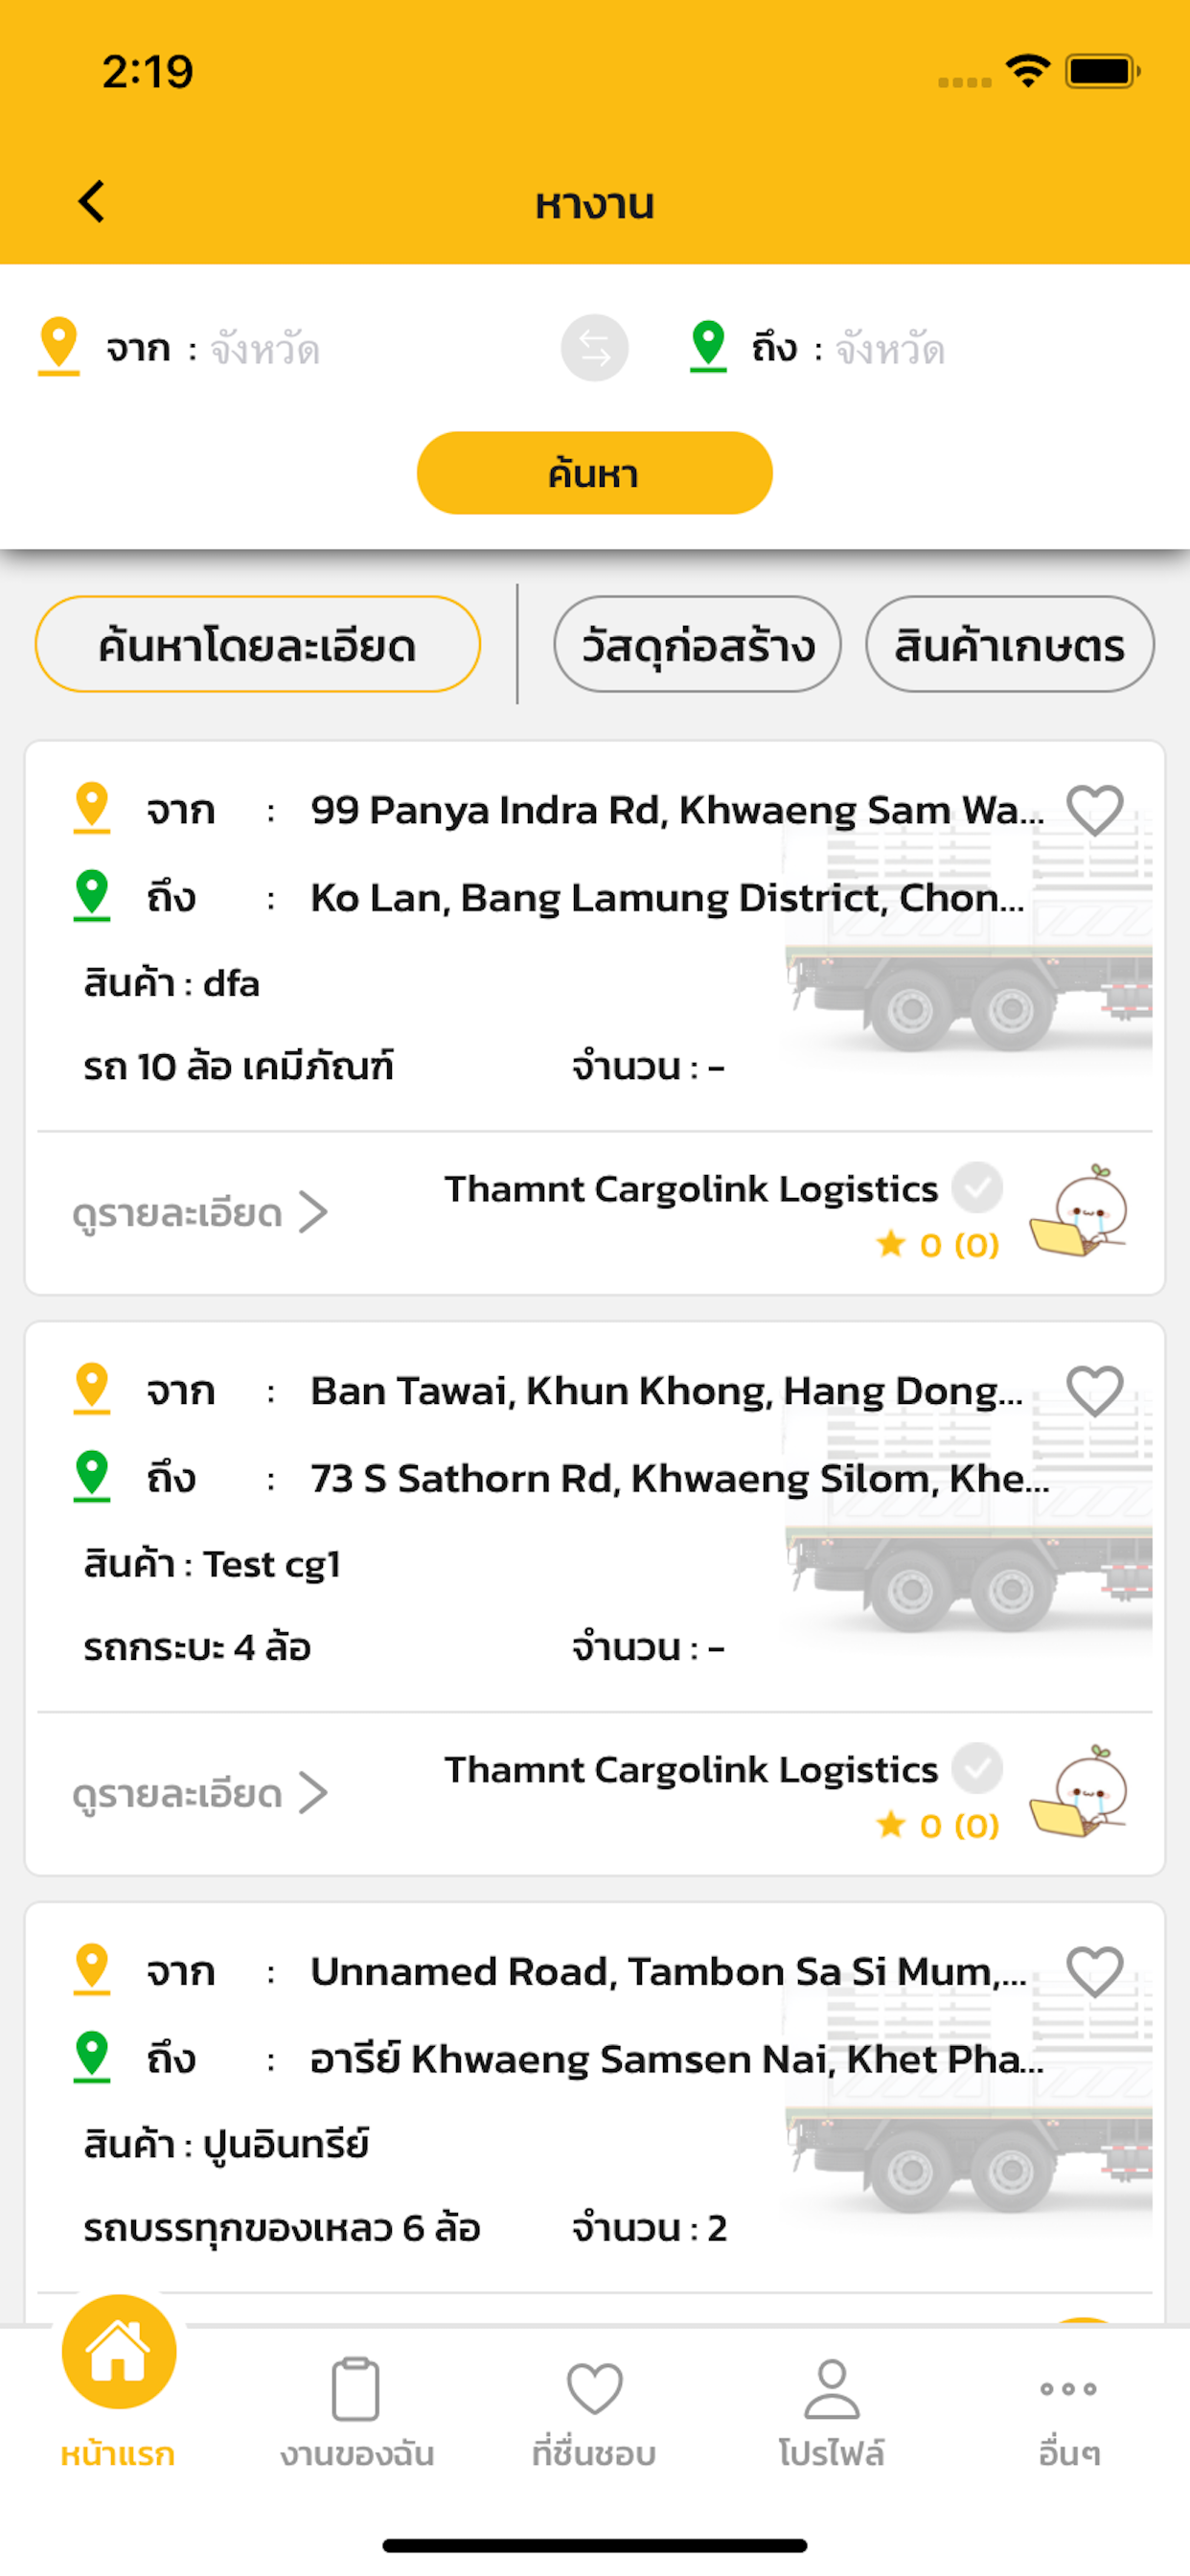 2:19
หางาน
จาก : จังหวัด
ถึง : จังหวัด
ค้นหา
ค้นหาโดยละเอียด
วัสดุก่อสร้าง
สินค้าเกษตร
จาก : 99 Panya Indra Rd, Khwaeng Sam Wa...
ถึง : Ko Lan, Bang Lamung District, Chon...
สินค้า : dfa
รถ 10 ล้อ เคมีภัณฑ์ จำนวน : -
ดูรายละเอียด
Thamnt Cargolink Logistics
0 (0)
จาก : Ban Tawai, Khun Khong, Hang Dong...
ถึง : 73 S Sathorn Rd, Khwaeng Silom, Khe...
สินค้า : Test cg1
รถกระบะ 4 ล้อ จำนวน : -
ดูรายละเอียด
Thamnt Cargolink Logistics
0 (0)
จาก : Unnamed Road, Tambon Sa Si Mum,...
ถึง : อารีย์ Khwaeng Samsen Nai, Khet Pha...
สินค้า : ปูนอินทรีย์
รถบรรทุกของเหลว 6 ล้อ จำนวน : 2
หน้าแรก
งานของฉัน
ที่ชื่นชอบ
โปรไฟล์
อื่นๆ